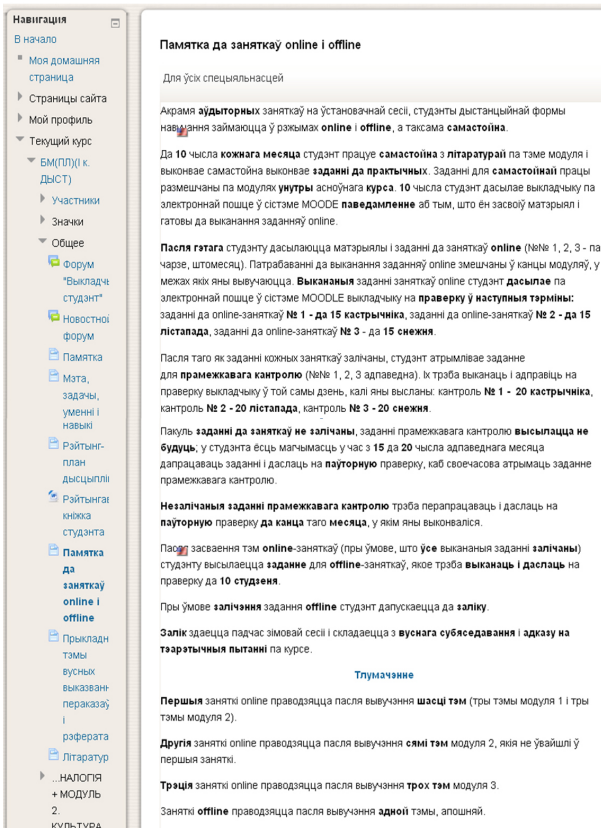 Навигация
В начало
Моя домашняя
страница
Страницы сайта
Мой профиль
Текущий курс
БМ(ПЛ)(I к.
ДЫСТ)
Участники
Значки
Общее
Форум
"Выкладч
студэнт"
Новостной
форум
Памятка
Мэта,
задачы,
уменні і
навыкі
Рэйтынг-
план
дысцыплі
Рэйтынгав
кніжка
студэнта
Памятка
да
заняткаў
online і
offline
Прыкладн
тэмы
вусных
выказванн
пераказаў
і
рэферата
Літаратур
...НАЛОГІЯ
+ МОДУЛЬ
2.
КУЛЬТУРА
Памятка да заняткаў online і offline
Для ўсіх спецыяльнасцей
Акрамя аўдыторных заняткаў на ўстановачнай сесіі, студэнты дыстанцыйнай формы
навучання займаюцца ў рэжымах online і offline, а таксама самастойна.
Да 10 чысла кожнага месяца студэнт працуе самастойна з літаратурай па тэме модуля і
выконвае самастойна выконвае заданні да практычных. Заданні для самастойнай працы
размешчаны па модулях унутры асноўнага курса. 10 чысла студэнт дасылае выкладчыку па
электроннай пошце ў сістэме MOODE паведамленне аб тым, што ён засвоіў матэрыял і
гатовы да выканання заданняў online.
Пасля гэтага студэнту дасылаюцца матэрыялы і заданні да заняткаў online (№№ 1, 2, 3 - па
чарзе, штомесяц). Патрабаванні да выканання заданняў online змешчаны ў канцы модуляў, у
межах якіх яны вывучаюцца. Выкананыя заданні заняткаў online студэнт дасылае па
электроннай пошце ў сістэме MOODLE выкладчыку на праверку ў наступныя тэрміны:
заданні да online-заняткаў № 1 - да 15 кастрычніка, заданні да online-заняткаў № 2 - да 15
лістапада, заданні да online-заняткаў № 3 - да 15 снежня.
Пасля таго як заданні кожных заняткаў залічаны, студэнт атрымлівае заданне
для прамежкавага кантролю (№№ 1, 2, 3 адпаведна). Іх трэба выканаць і адправіць на
праверку выкладчыку ў той самы дзень, калі яны высланы: кантроль № 1 - 20 кастрычніка,
кантроль № 2 - 20 лістапада, кантроль № 3 - 20 снежня.
Пакуль заданні да заняткаў не залічаны, заданні прамежкавага кантролю высылацца не
будуць; у студэнта ёсць магчымасць у час з 15 да 20 чысла адпаведнага месяца
дапрацаваць заданні і даслаць на паўторную праверку, каб своечасова атрымаць заданне
прамежкавага кантролю.
Незалічаныя заданні прамежкавага кантролю трэба перапрацаваць і даслаць на
паўторную праверку да канца таго месяца, у якім яны выконваліся.
Пасля засваення тэм online-заняткаў (пры ўмове, што ўсе выкананыя заданні залічаны)
студэнту высылаецца заданне для offline-заняткаў, якое трэба выканаць і даслаць на
праверку да 10 студзеня.
Пры ўмове залічэння задання offline студэнт дапускаецца да заліку.
Залік здаецца падчас зімовай сесіі і складаецца з вуснага субяседавання і адказу на
тэарэтычныя пытанні па курсе.
Тлумачэнне
Першыя заняткі online праводзяцца пасля вывучэння шасці тэм (тры тэмы модуля 1 і тры
тэмы модуля 2).
Другія заняткі online праводзяцца пасля вывучэння сямі тэм модуля 2, якія не ўвайшлі ў
першыя заняткі.
Трэція заняткі online праводзяцца пасля вывучэння трох тэм модуля 3.
Заняткі offline праводзяцца пасля вывучэння адной тэмы, апошняй.